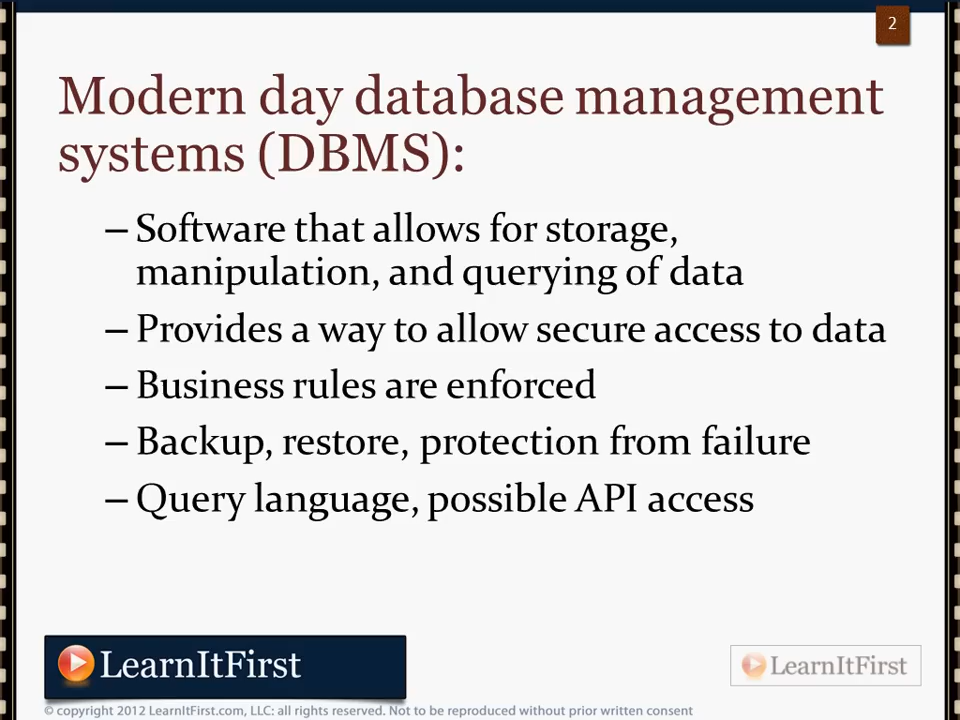 2
Modern day database management
systems (DBMS):
– Software that allows for storage,
manipulation, and querying of data
– Provides a way to allow secure access to data
– Business rules are enforced
– Backup, restore, protection from failure
– Query language, possible API access
LearnItFirst
LearnItFirst
© copyright 2012 LearnItFirst.com, LLC: all rights reserved. Not to be reproduced without prior written consent